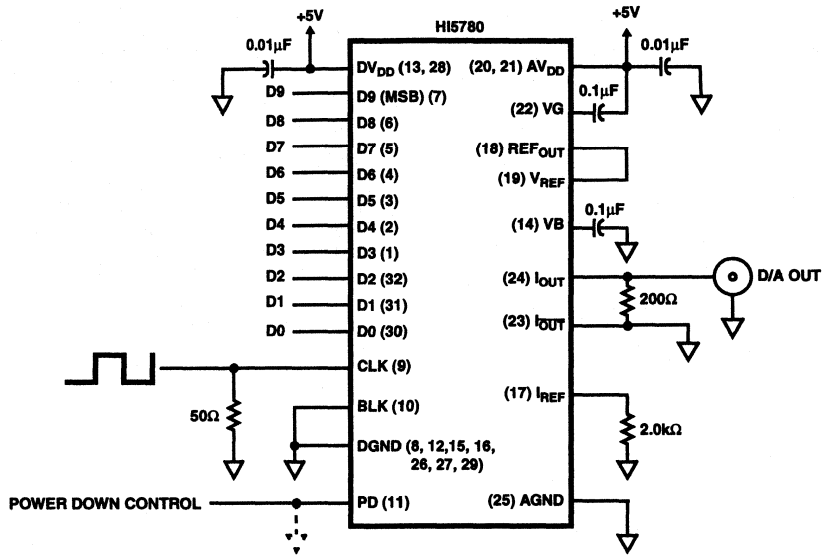 HI5780
+5V
+5V
0.01µF
0.01µF
DVDD (13, 28)
(20, 21) AVDD
D9
D9 (MSB) (7)
0.1µF
(22) VG
D8
D8 (6)
D7
D7 (5)
(18) REFOUT
D6
D6 (4)
(19) VREF
D5
D5 (3)
0.1µF
D4
D4 (2)
(14) VB
D3
D3 (1)
D2
D2 (32)
(24) IOUT
D/A OUT
D1
D1 (31)
200Ω
D0
D0 (30)
(23) IOUT
CLK (9)
50Ω
BLK (10)
(17) IREF
2.0kΩ
DGND (8, 12,15, 16,
26, 27, 29)
POWER DOWN CONTROL
PD (11)
(25) AGND